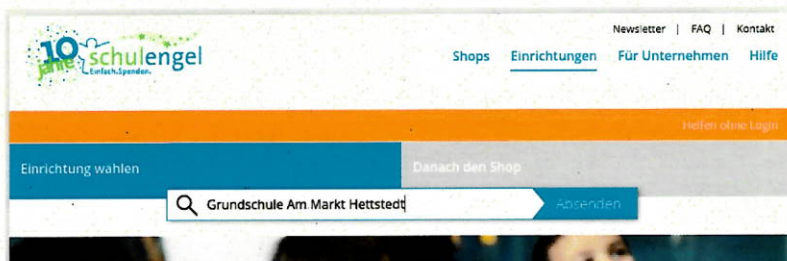 Newsletter | FAQ | Kontakt
10 Jahre schulengel
Einfach.Spenden.
Shops Einrichtungen Für Unternehmen Hilfe
Helfen ohne Login
Einrichtung wählen Danach den Shop
Grundschule Am Markt Hettstedt Absenden